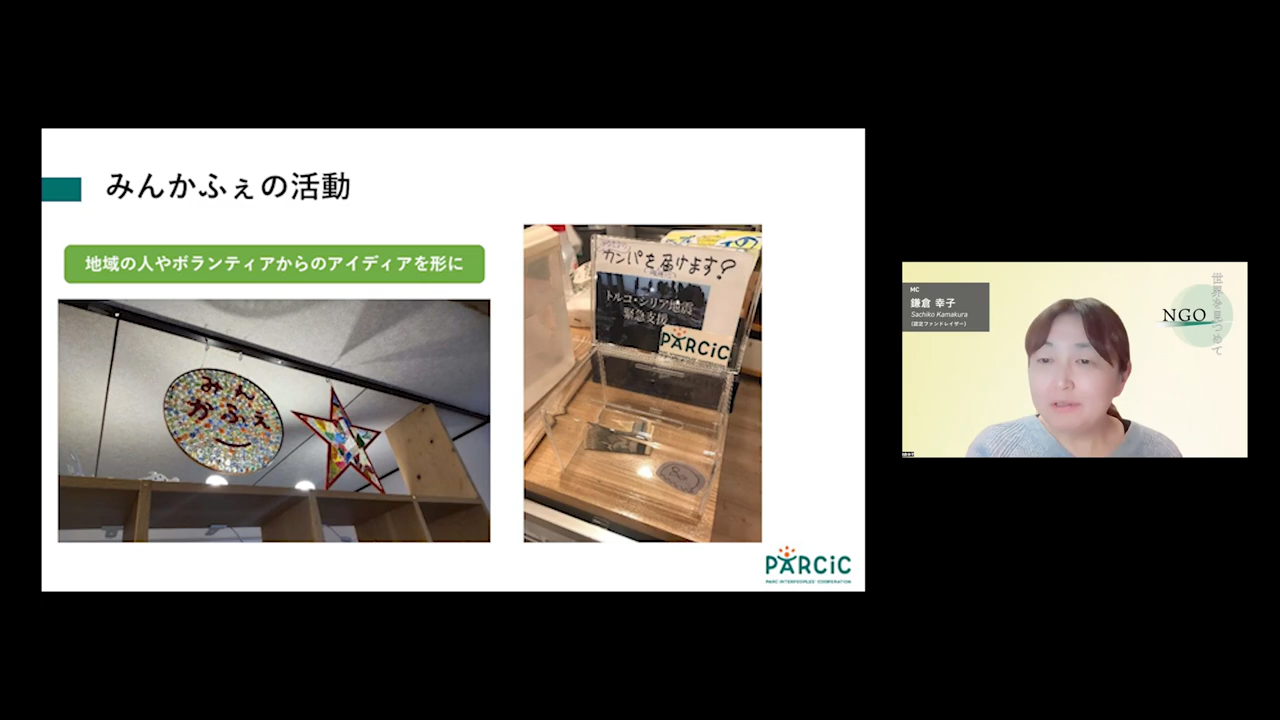 みんかふぇの活動
地域の人やボランティアからのアイディアを形に
みん
かふぇ
カンパを届けます?
トルコ・シリア地震
緊急支援
PARCiC
PARCiC
PARC INTERPEOPLES' COOPERATION
MC
鎌倉 幸子
Sachiko Kamakura
(認定ファンドレイザー)
NGO
世界を見つめて